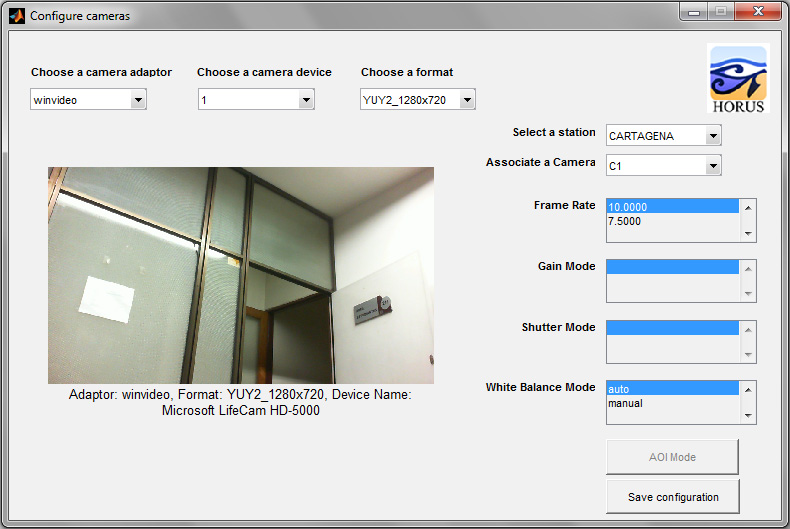 Configure cameras
Choose a camera adaptor
Choose a camera device
Choose a format
winvideo
1
YUY2_1280x720
HORUS
Select a station
CARTAGENA
Associate a Camera
C1
Frame Rate
10.0000
7.5000
Gain Mode
Shutter Mode
White Balance Mode
auto
manual
Adaptor: winvideo, Format: YUY2_1280x720, Device Name:
Microsoft LifeCam HD-5000
AOI Mode
Save configuration